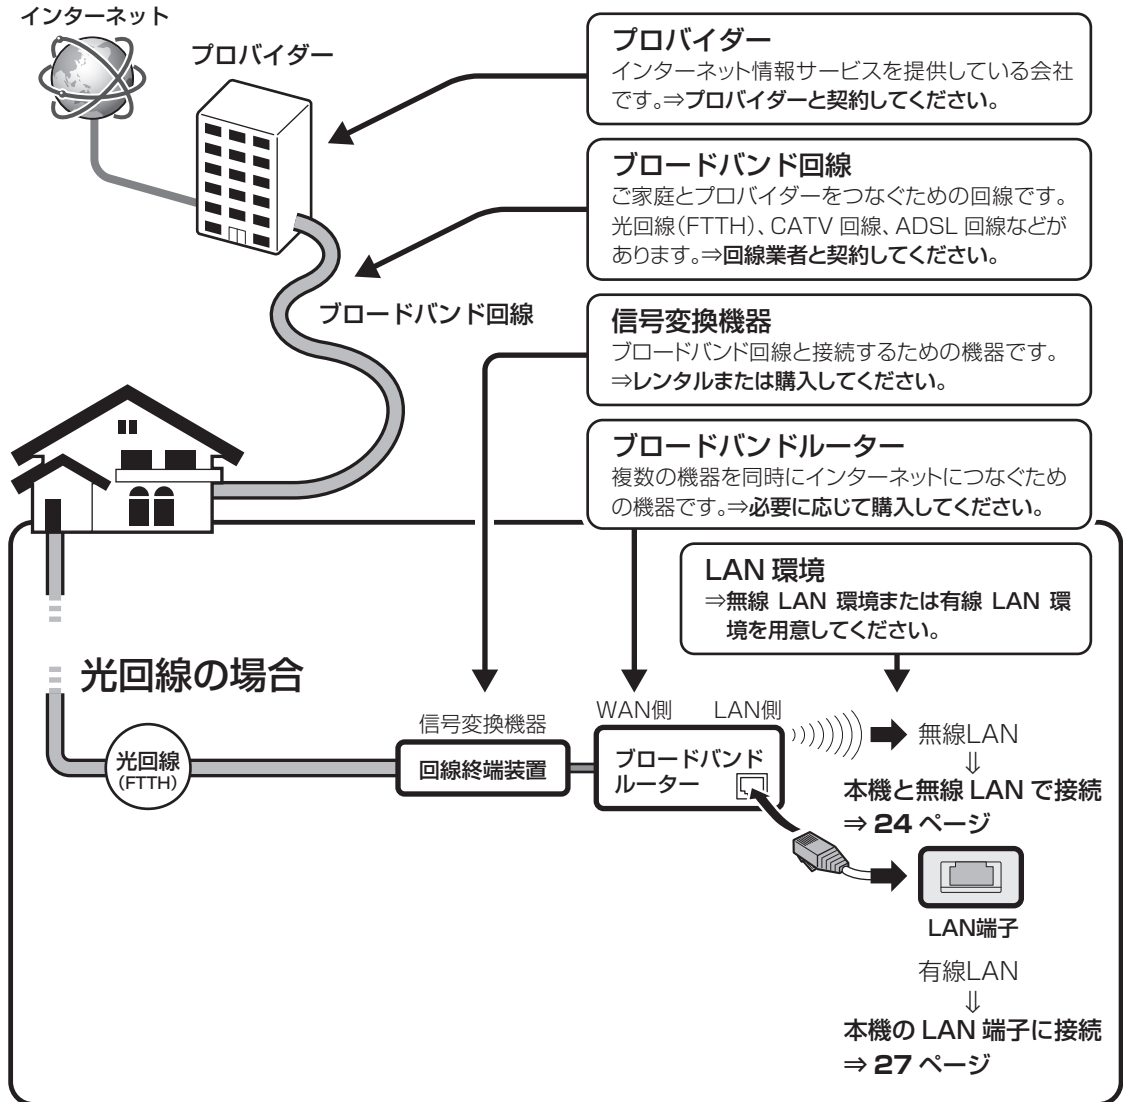 インターネット
プロバイダー
プロバイダー
インターネット情報サービスを提供している会社
です。⇒プロバイダーと契約してください。
ブロードバンド回線
ご家庭とプロバイダーをつなぐための回線です。
光回線(FTTH)、CATV 回線、ADSL 回線などが
あります。⇒回線業者と契約してください。
ブロードバンド回線
信号変換機器
ブロードバンド回線と接続するための機器です。
⇒レンタルまたは購入してください。
ブロードバンドルーター
複数の機器を同時にインターネットにつなぐため
の機器です。⇒必要に応じて購入してください。
LAN 環境
⇒無線 LAN 環境または有線 LAN 環
境を用意してください。
光回線の場合
光回線
(FTTH)
信号変換機器
回線終端装置
WAN側 LAN側
ブロードバンド
ルーター
無線LAN
⇓
本機と無線 LAN で接続
⇒ 24 ページ
LAN端子
有線LAN
⇓
本機の LAN 端子に接続
⇒ 27 ページ